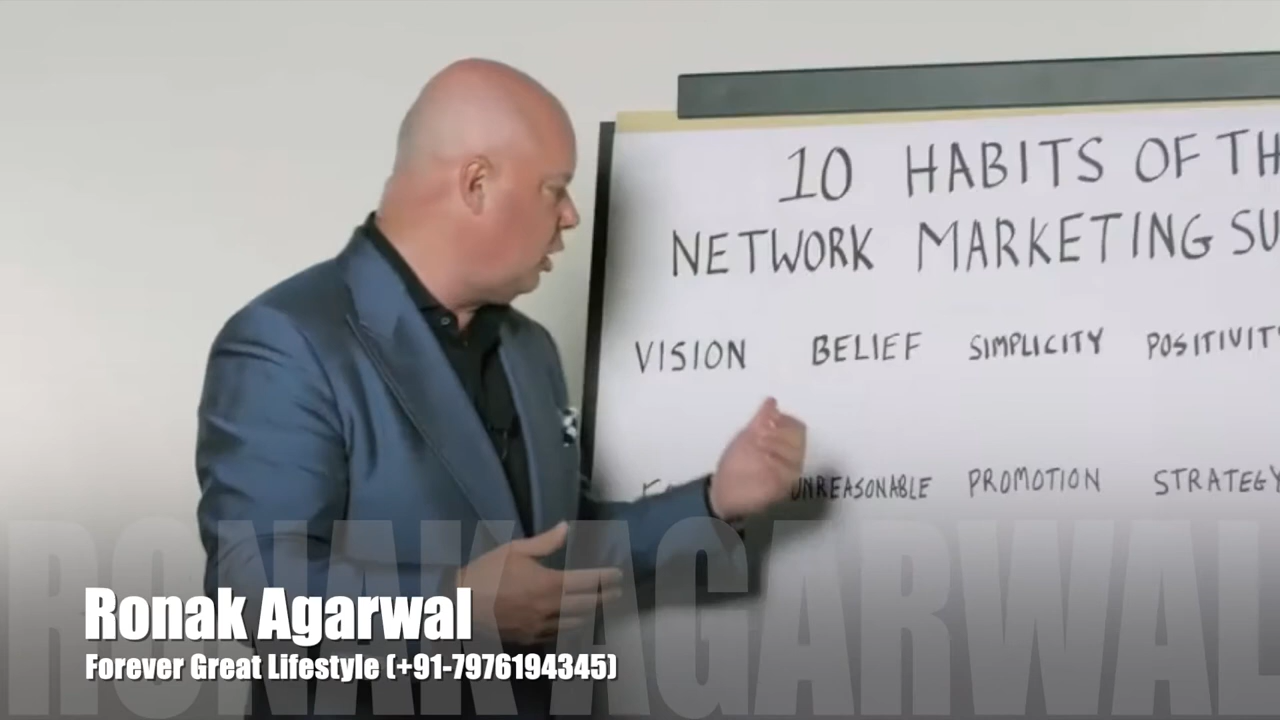 10 HABITS OF TH
NETWORK MARKETING SU
VISION BELIEF SIMPLICITY POSITIVIT
UNREASONABLE PROMOTION STRATEGY
RONAK AGARWAL
Ronak Agarwal
Forever Great Lifestyle (+91-7976194345)